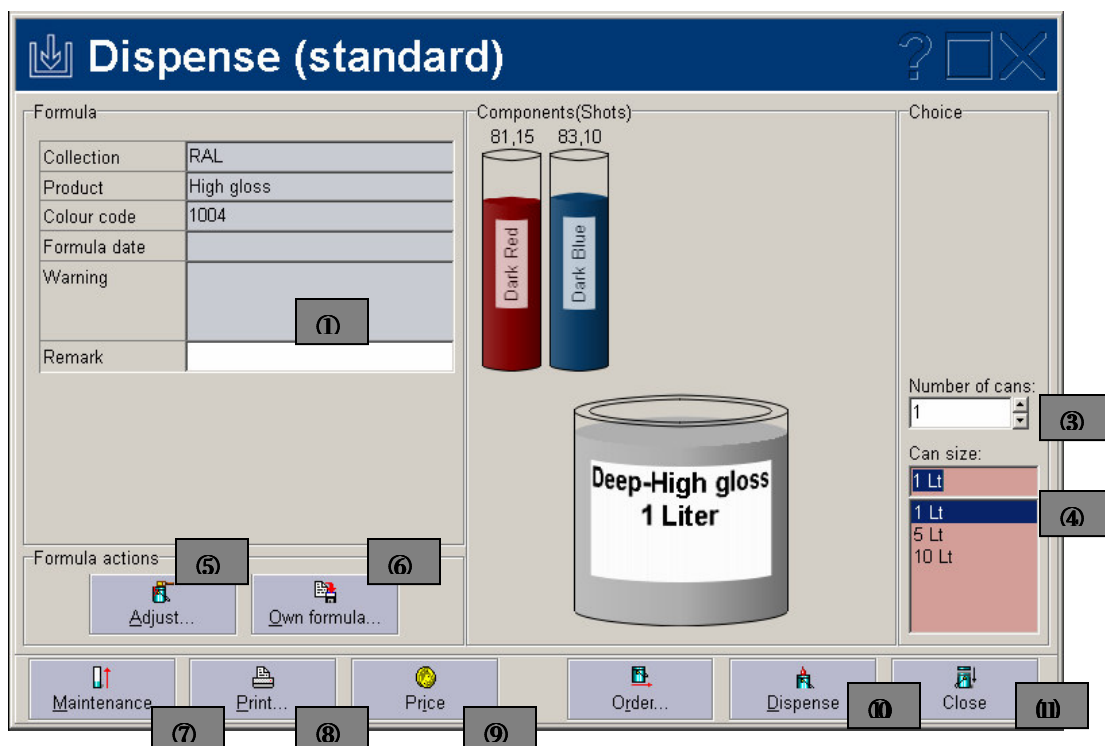 Dispense (standard)
Formula
Collection RAL
Product High gloss
Colour code 1004
Formula date
Warning
①
Remark
Components(Shots)
81,15 83,10
Dark Red
Dark Blue
Deep-High gloss
1 Liter
Choice
Number of cans:
1
③
Can size:
1 Lt
1 Lt
④
5 Lt
10 Lt
Formula actions
⑤ ⑥
Adjust... Own formula...
Maintenance Print... Price Order... Dispense Close
⑩ ⑪
⑦ ⑧ ⑨